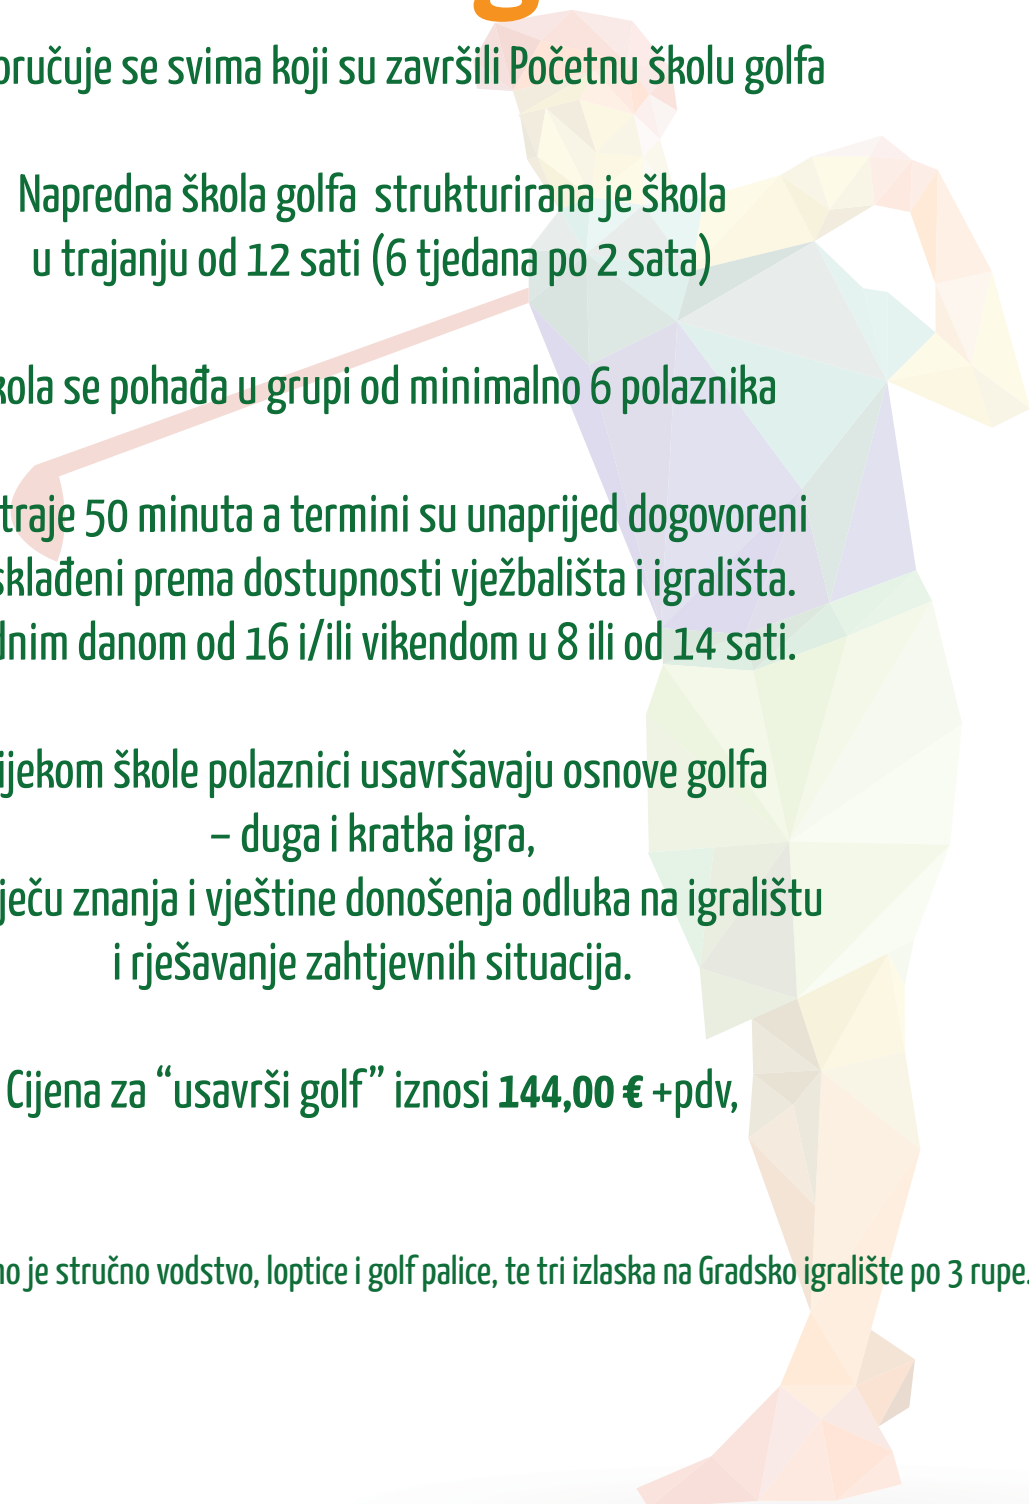 g
oručuje se svima koji su završili Početnu školu golfa
Napredna škola golfa strukturirana je škola
u trajanju od 12 sati (6 tjedana po 2 sata)
kola se pohađa u grupi od minimalno 6 polaznika
traje 50 minuta a termini su unaprijed dogovoreni
sklađeni prema dostupnosti vježbališta i igrališta.
dnim danom od 16 i/ili vikendom u 8 ili od 14 sati.
ijekom škole polaznici usavršavaju osnove golfa
– duga i kratka igra,
ječu znanja i vještine donošenja odluka na igralištu
i rješavanje zahtjevnih situacija.
Cijena za “usavrši golf” iznosi 144,00 € +pdv,
no je stručno vodstvo, loptice i golf palice, te tri izlaska na Gradsko igralište po 3 rupe.